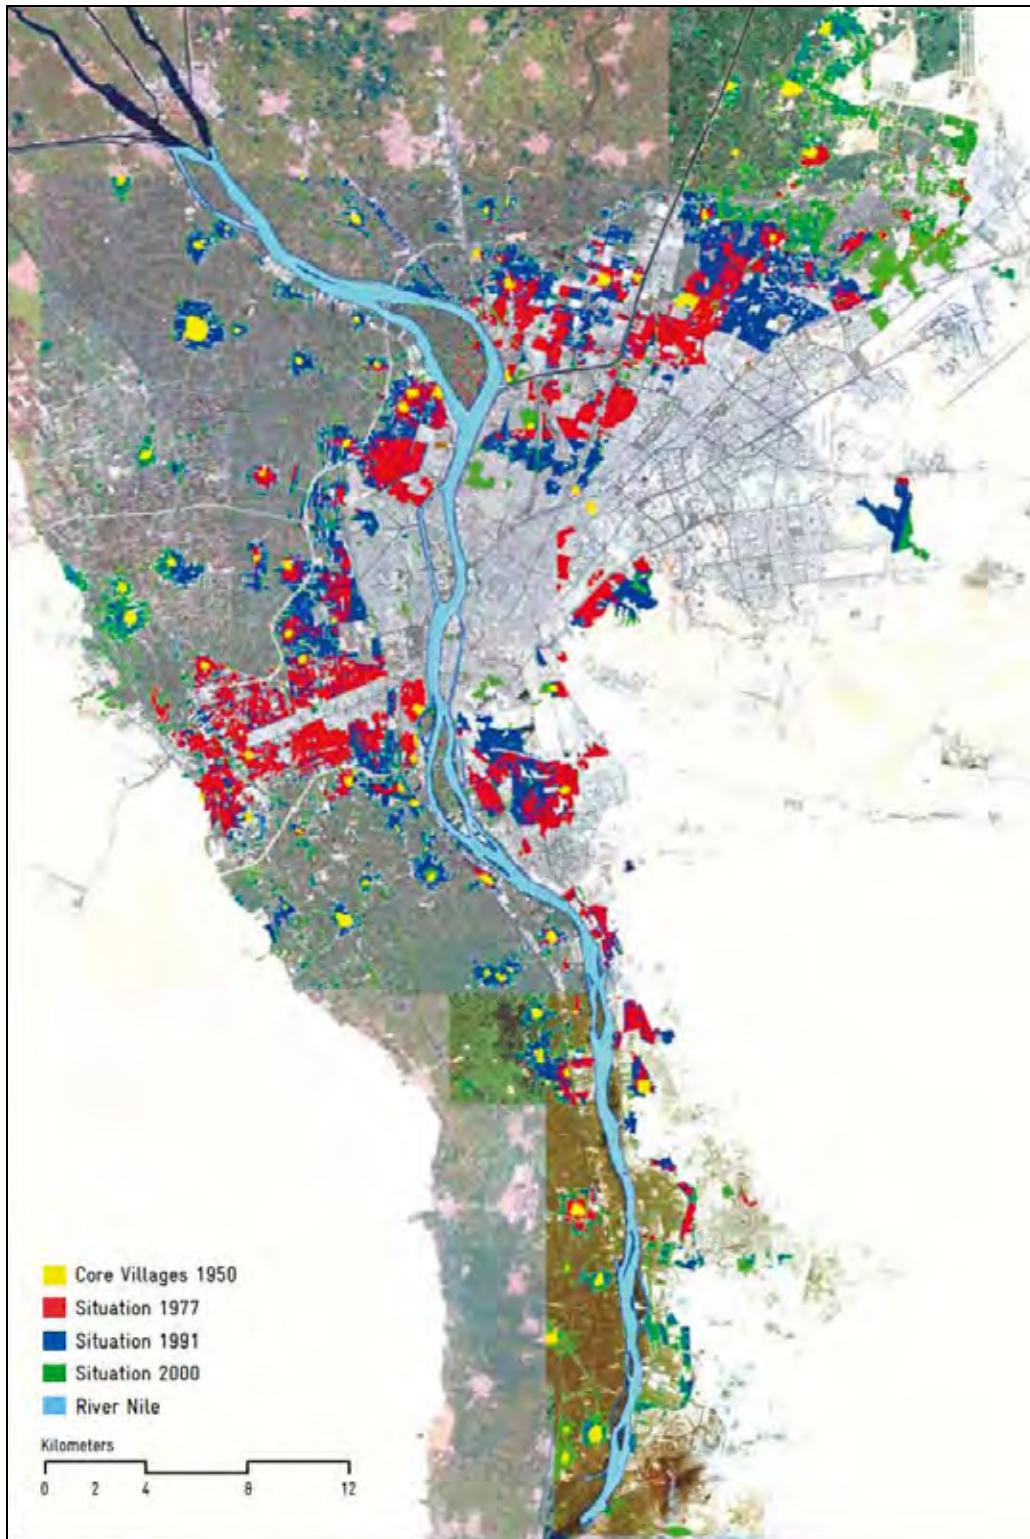 Core Villages 1950
Situation 1977
Situation 1991
Situation 2000
River Nile
Kilometers
0 2 4 8 12